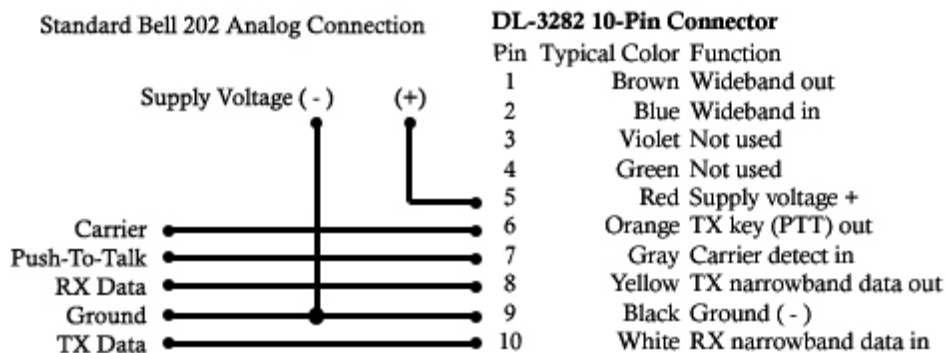 Standard Bell 202 Analog Connection
Supply Voltage ( - ) (+)
Carrier
Push-To-Talk
RX Data
Ground
TX Data
DL-3282 10-Pin Connector
Pin Typical Color Function
1 Brown Wideband out
2 Blue Wideband in
3 Violet Not used
4 Green Not used
5 Red Supply voltage +
6 Orange TX key (PTT) out
7 Gray Carrier detect in
8 Yellow TX narrowband data out
9 Black Ground ( - )
10 White RX narrowband data in